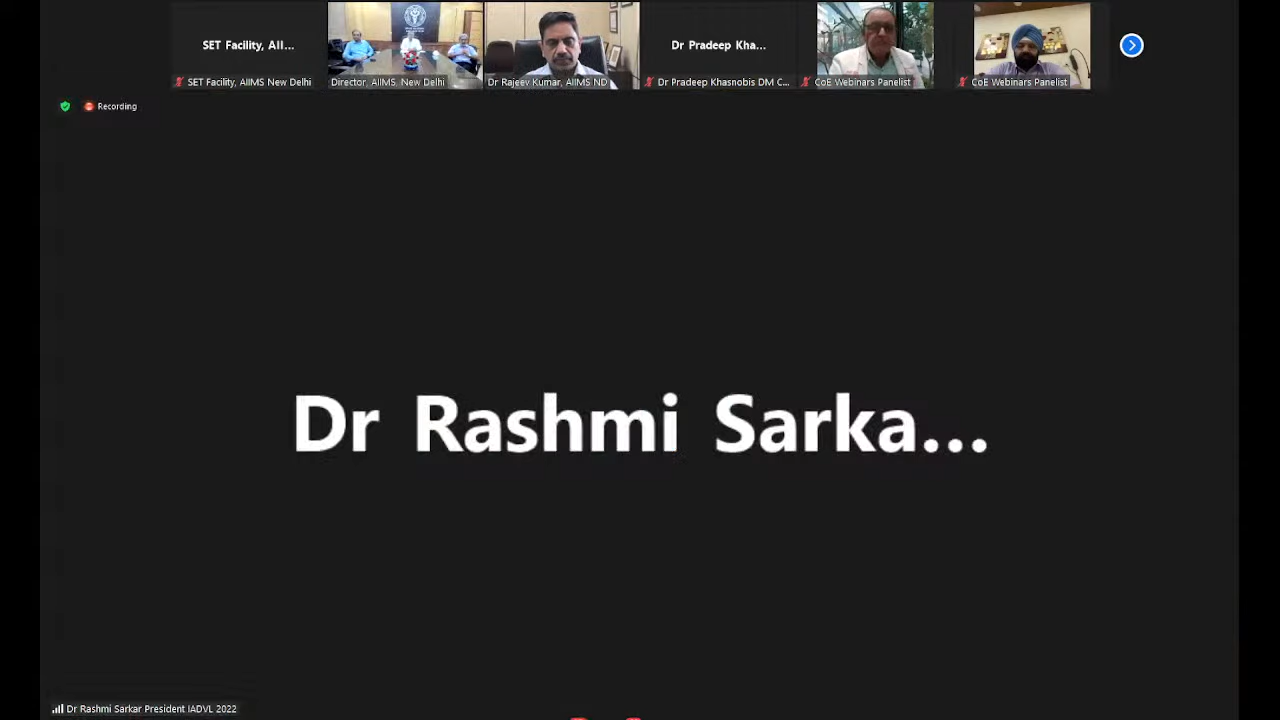 SET Facility, AII...
Dr Pradeep Kha...
SET Facility, AIIMS New Delhi
Director, AIIMS, New Delhi
Dr Rajeev Kumar, AIIMS ND
Dr Pradeep Khasnobis DM C...
CoE Webinars Panelist
CoE Webinars Panelist
Recording
Dr Rashmi Sarka...
Dr Rashmi Sarkar President IADVL 2022